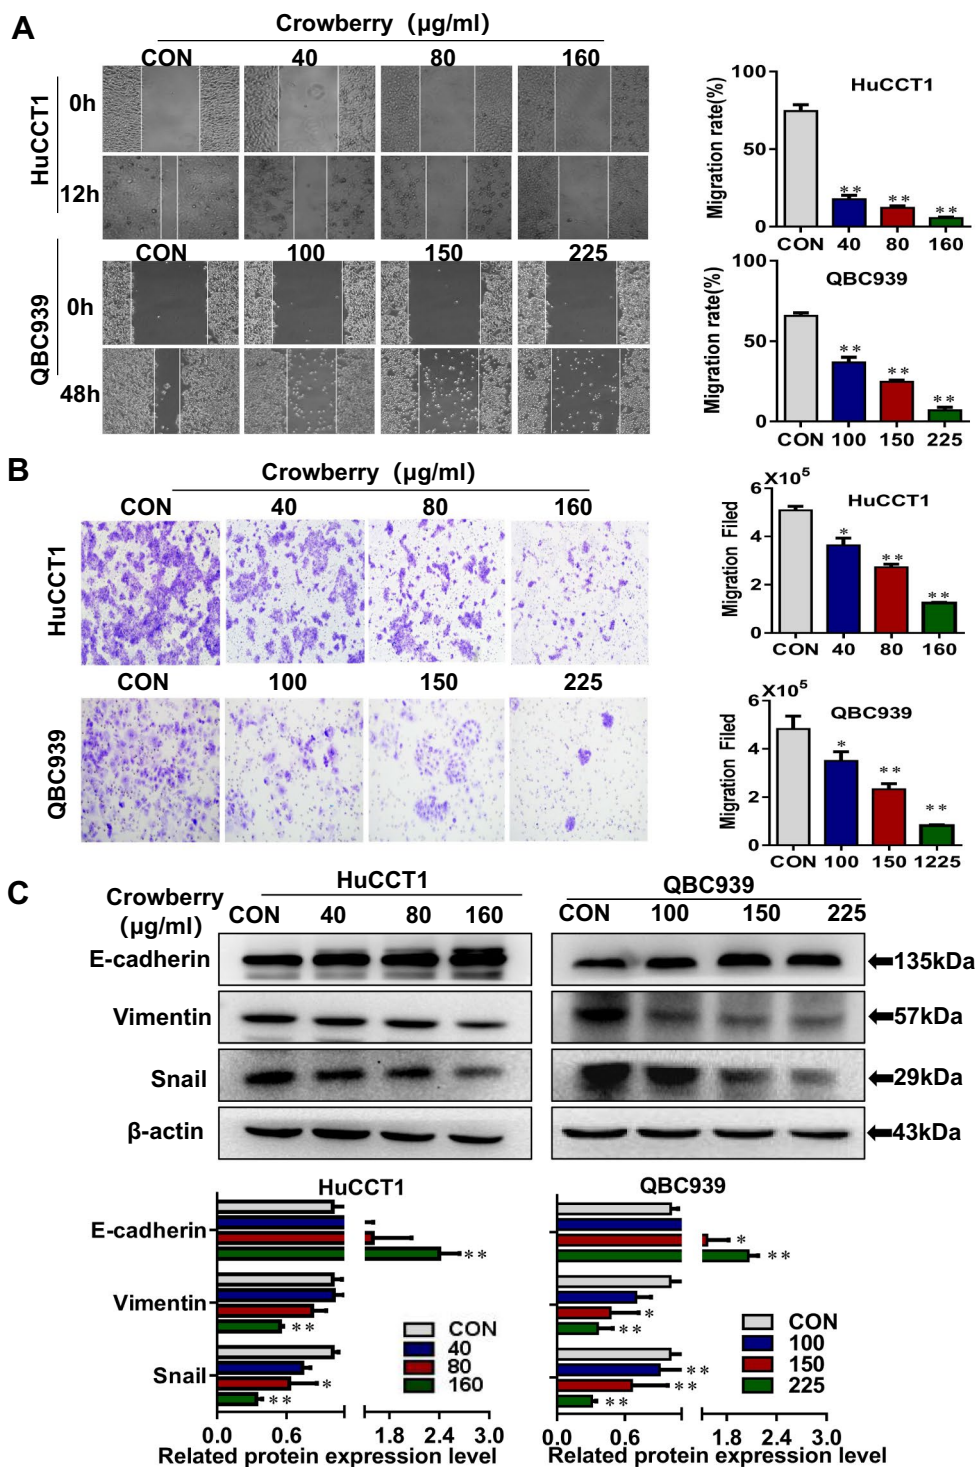 A
Crowberry (μg/ml)
CON 40 80 160
HuCCT1
0h
12h
CON 100 150 225
QBC939
0h
48h
100
50
0
Migration rate(%)
HuCCT1
** ** **
CON 40 80 160
100
50
0
Migration rate(%)
QBC939
** ** **
CON 100 150 225
B
Crowberry (μg/ml)
CON 40 80 160
HuCCT1
CON 100 150 225
QBC939
X10⁵
6
4
2
0
Migration Filed
HuCCT1
* ** **
CON 40 80 160
X10⁵
6
4
2
0
Migration Filed
QBC939
* ** **
CON 100 150 1225
C
HuCCT1 QBC939
Crowberry
(μg/ml)
CON 40 80 160 CON 100 150 225
E-cadherin 135kDa
Vimentin 57kDa
Snail 29kDa
β-actin 43kDa
HuCCT1
E-cadherin
**
Vimentin
**
Snail
*
**
CON
40
80
160
0.0 0.6 1.8 2.4 3.0
Related protein expression level
QBC939
*
**
*
**
**
**
**
CON
100
150
225
0.0 0.6 1.8 2.4 3.0
Related protein expression level